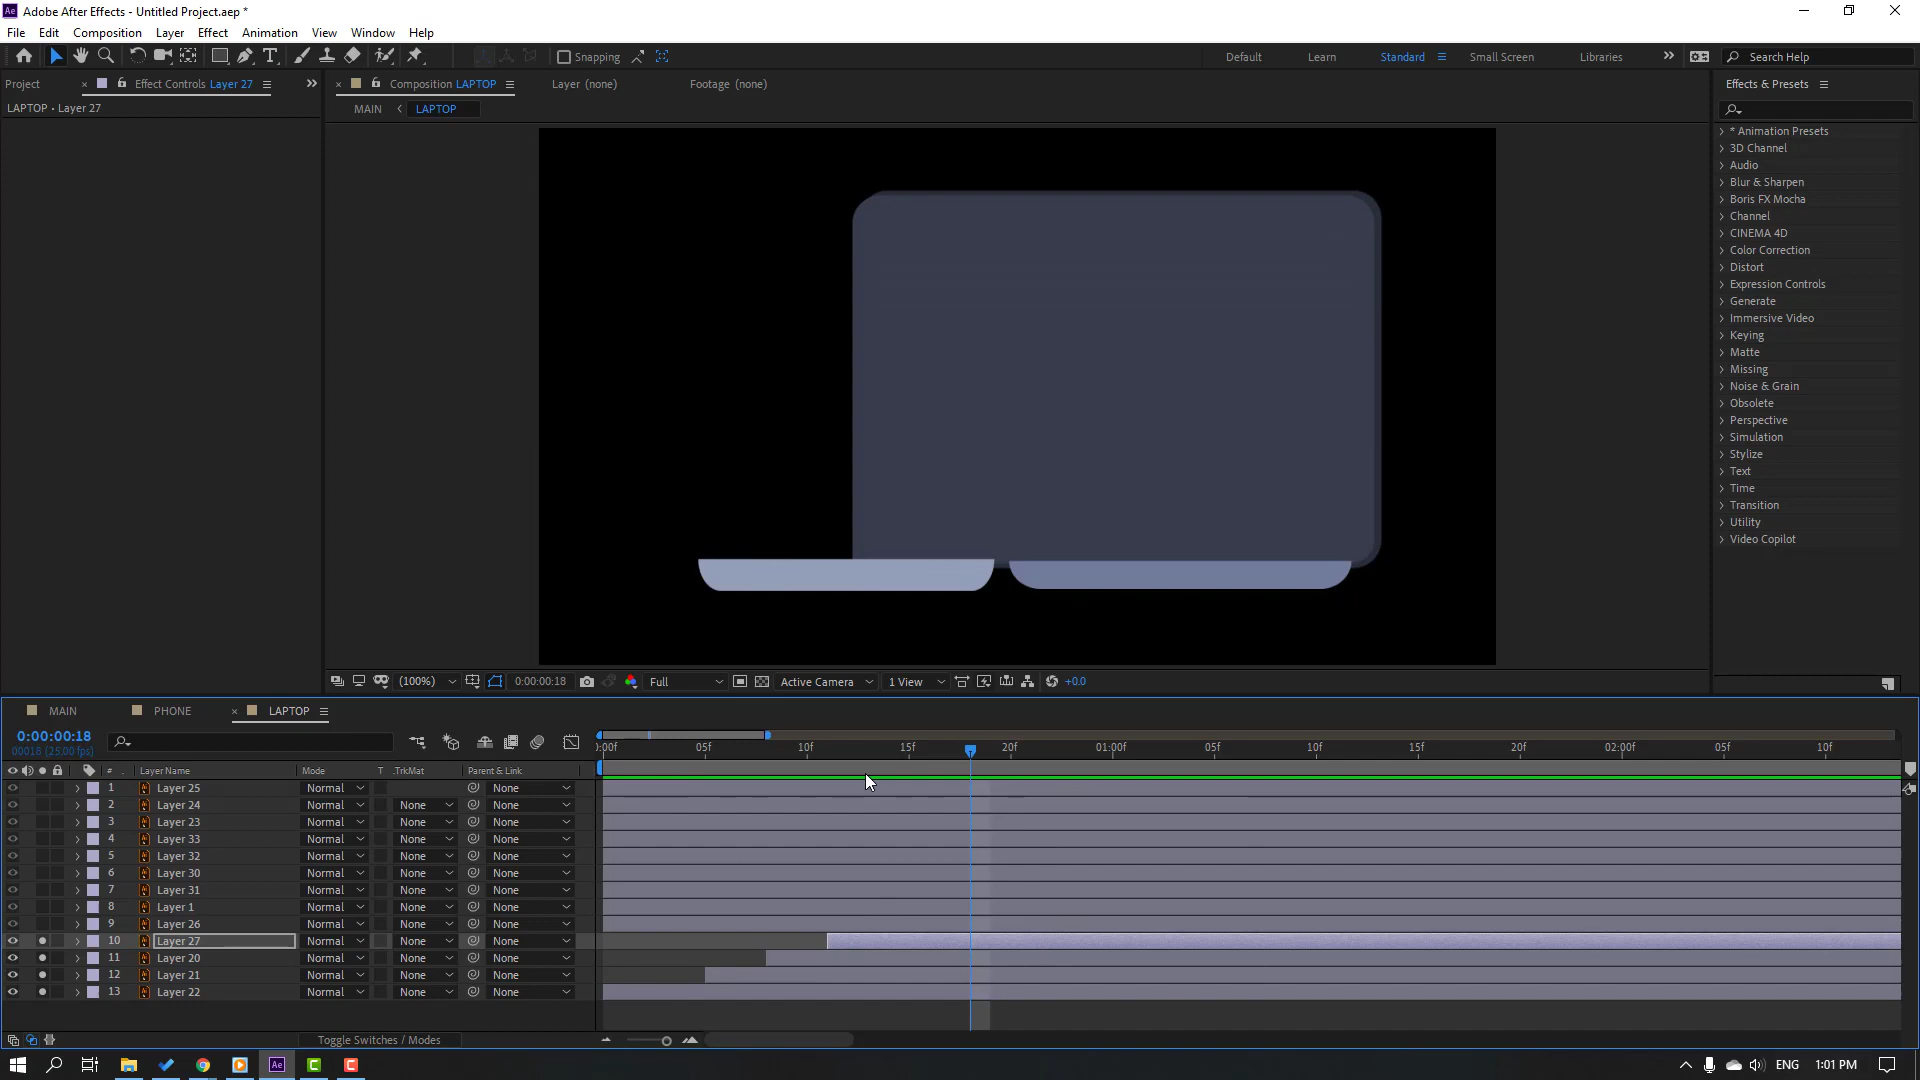 Adobe After Effects - Untitled Project.aep *
File Edit Composition Layer Effect Animation View Window Help
Snapping
Default Learn Standard Small Screen Libraries Search Help
Project Effect Controls Layer 27
LAPTOP • Layer 27
Composition LAPTOP Layer (none) Footage (none)
MAIN LAPTOP
Effects & Presets
* Animation Presets
3D Channel
Audio
Blur & Sharpen
Boris FX Mocha
Channel
CINEMA 4D
Color Correction
Distort
Expression Controls
Generate
Immersive Video
Keying
Matte
Missing
Noise & Grain
Obsolete
Perspective
Simulation
Stylize
Text
Time
Transition
Utility
Video Copilot
(100%) 0:00:00:18 Full Active Camera 1 View +0.0
MAIN PHONE LAPTOP
0:00:00:18
00018 (25.00 fps)
:00f 05f 10f 15f 20f 01:00f 05f 10f 15f 20f 02:00f 05f 10f
# Layer Name Mode T .TrkMat Parent & Link
1 Layer 25 Normal None
2 Layer 24 Normal None None
3 Layer 23 Normal None None
4 Layer 33 Normal None None
5 Layer 32 Normal None None
6 Layer 30 Normal None None
7 Layer 31 Normal None None
8 Layer 1 Normal None None
9 Layer 26 Normal None None
10 Layer 27 Normal None None
11 Layer 20 Normal None None
12 Layer 21 Normal None None
13 Layer 22 Normal None None
Toggle Switches / Modes
ENG 1:01 PM